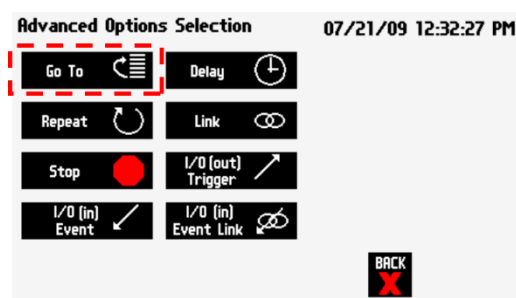 Advanced Options Selection 07/21/09 12:32:27 PM
Go To
Delay
Repeat
Link
Stop
I/O (out)
Trigger
I/O (in)
Event
I/O (in)
Event Link
BACK